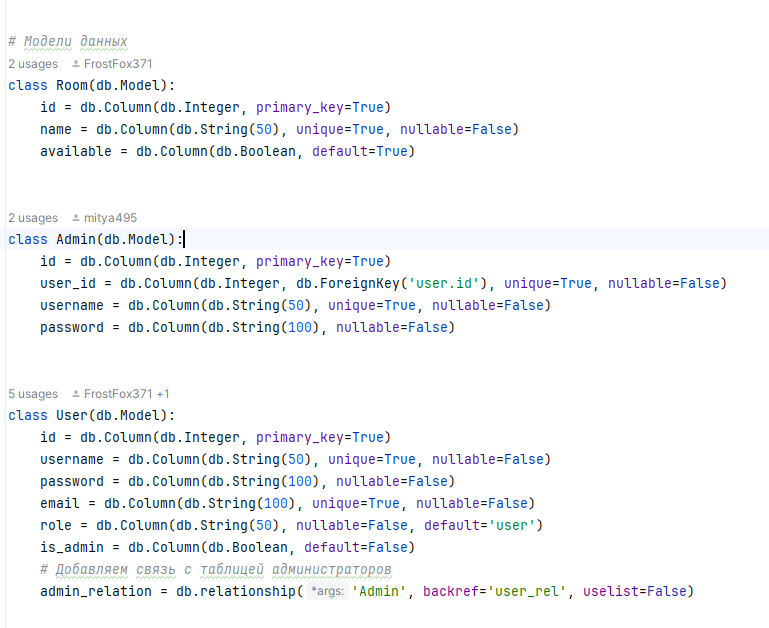 # Модели данных
2 usages FrostFox371
class Room(db.Model):
    id = db.Column(db.Integer, primary_key=True)
    name = db.Column(db.String(50), unique=True, nullable=False)
    available = db.Column(db.Boolean, default=True)
2 usages mitya495
class Admin(db.Model):
    id = db.Column(db.Integer, primary_key=True)
    user_id = db.Column(db.Integer, db.ForeignKey('user.id'), unique=True, nullable=False)
    username = db.Column(db.String(50), unique=True, nullable=False)
    password = db.Column(db.String(100), nullable=False)
5 usages FrostFox371 +1
class User(db.Model):
    id = db.Column(db.Integer, primary_key=True)
    username = db.Column(db.String(50), unique=True, nullable=False)
    password = db.Column(db.String(100), nullable=False)
    email = db.Column(db.String(100), unique=True, nullable=False)
    role = db.Column(db.String(50), nullable=False, default='user')
    is_admin = db.Column(db.Boolean, default=False)
    # Добавляем связь с таблицей администраторов
    admin_relation = db.relationship( *args: 'Admin', backref='user_rel', uselist=False)